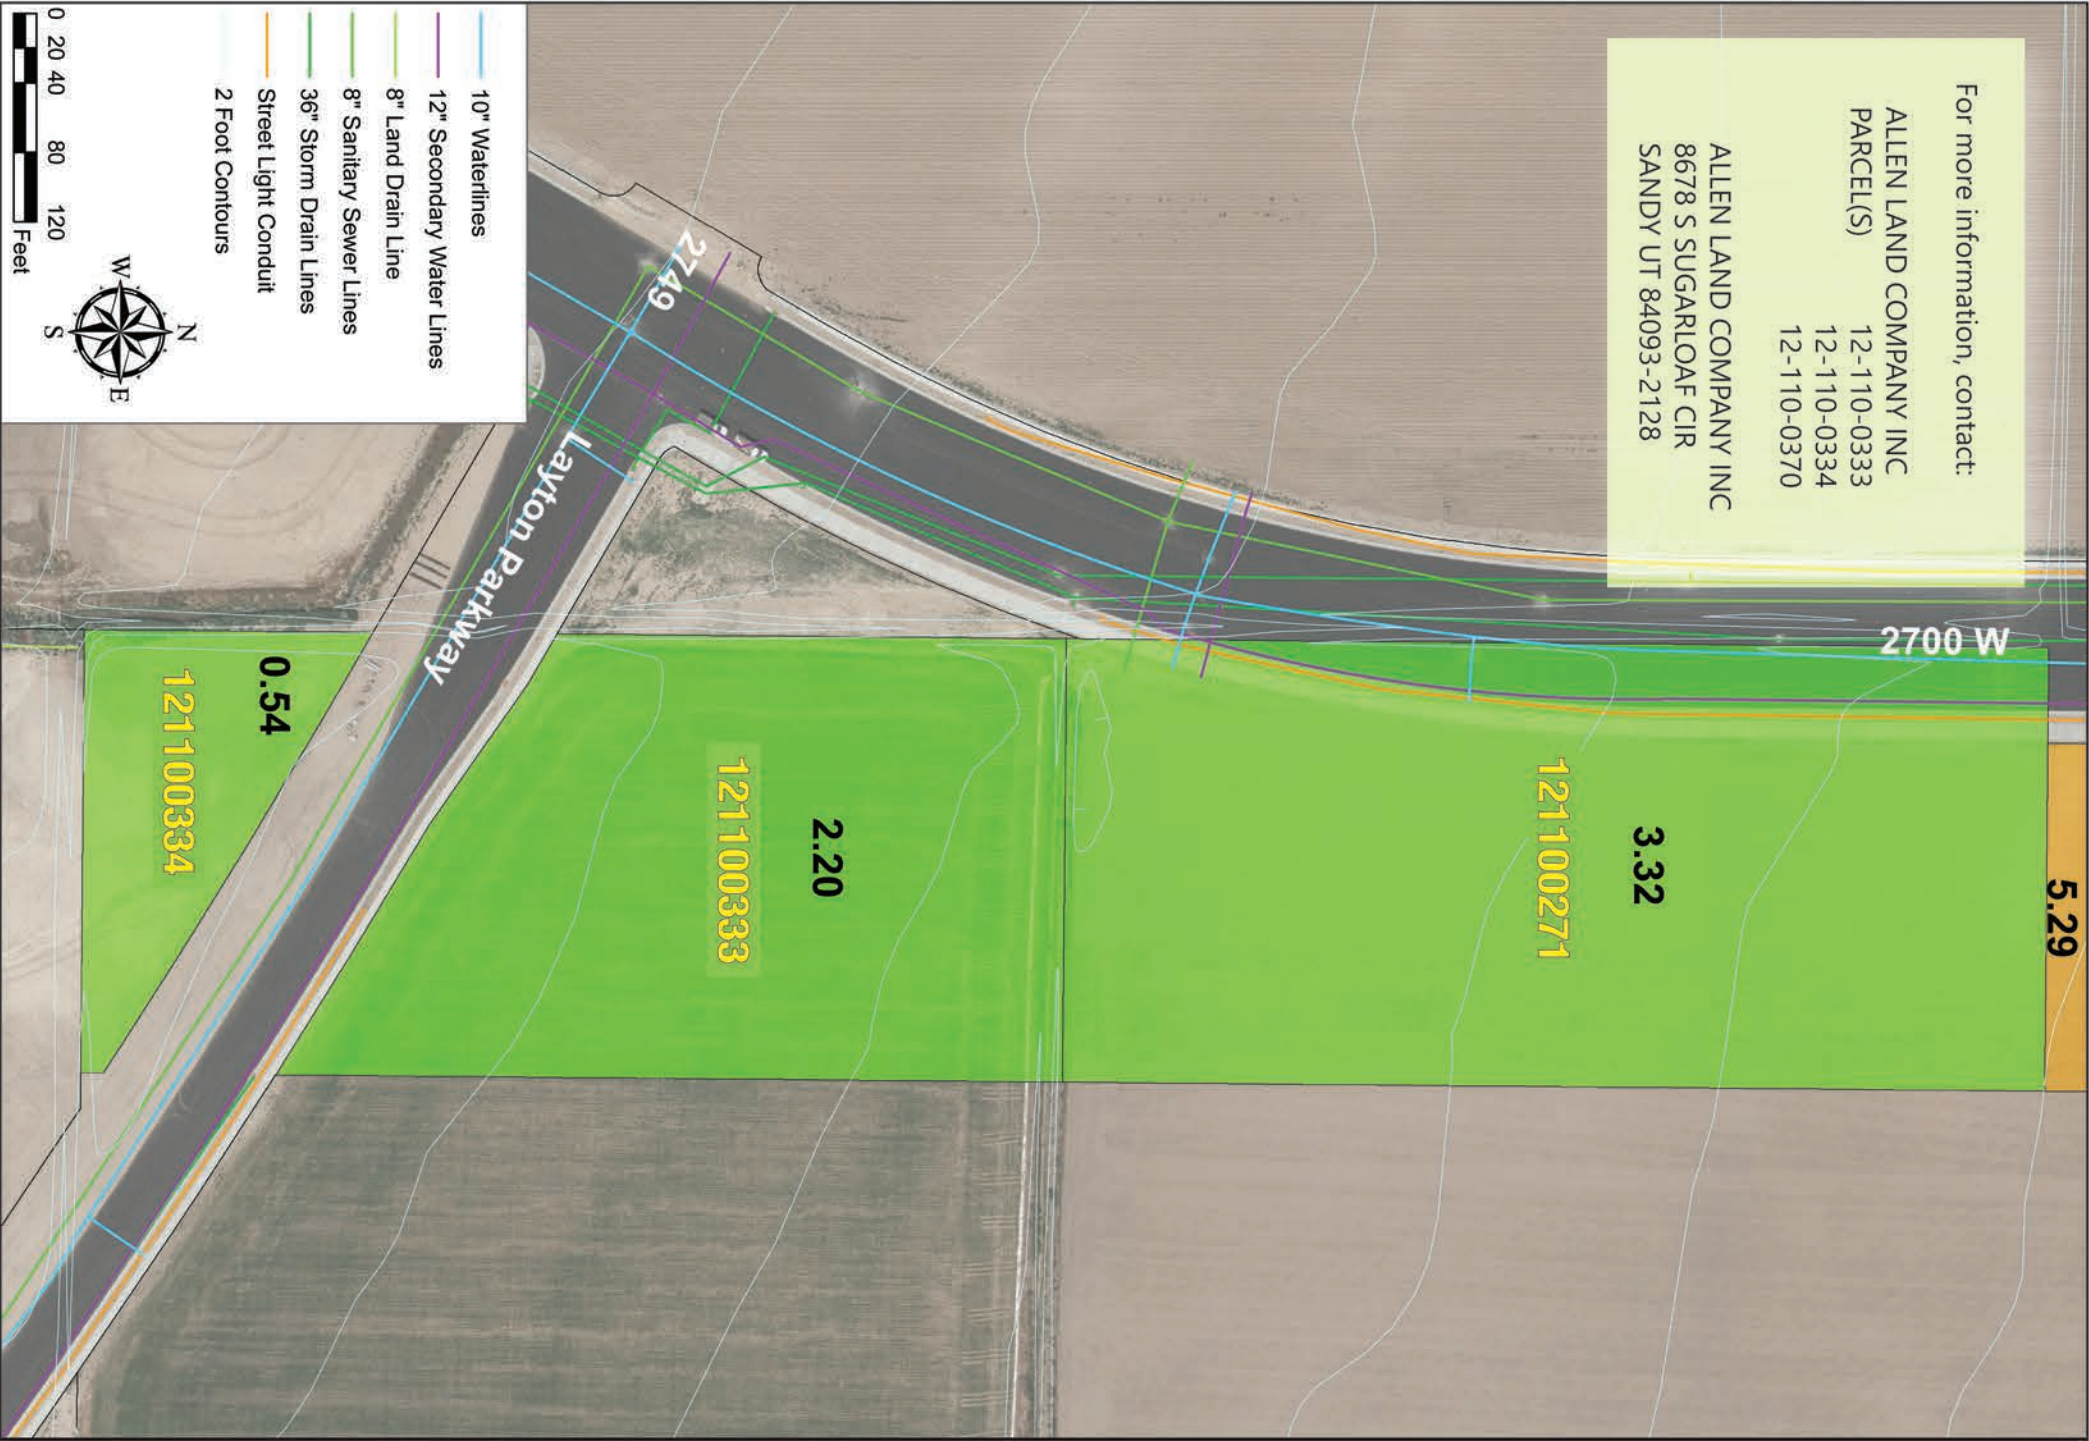 For more information, contact:
ALLEN LAND COMPANY INC
PARCEL(S)
12-110-0333
12-110-0334
12-110-0370
ALLEN LAND COMPANY INC
8678 S SUGARLOAF CIR
SANDY UT 84093-2128
2700 W
5.29
3.32
121100271
2.20
121100333
2749
Layton Parkway
0.54
121100334
10" Waterlines
12" Secondary Water Lines
8" Land Drain Line
8" Sanitary Sewer Lines
36" Storm Drain Lines
Street Light Conduit
2 Foot Contours
N
W
E
S
0 20 40 80 120
Feet